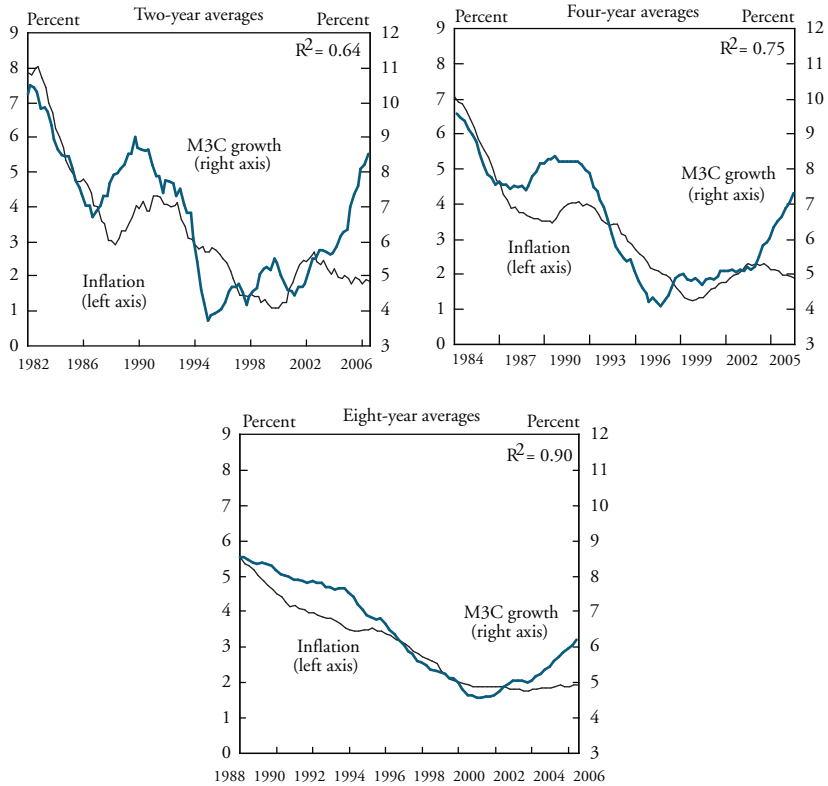 Percent Two-year averages Percent
9 12
R2= 0.64
8 11
7 10
6 9
M3C growth
(right axis)
5 8
4 7
3 6
2 5
Inflation
(left axis)
1 4
0 3
1982 1986 1990 1994 1998 2002 2006
Percent Four-year averages Percent
9 12
R2= 0.75
8 11
7 10
6 9
5 8
M3C growth
(right axis)
4 7
3 6
Inflation
(left axis)
2 5
1 4
0 3
1984 1987 1990 1993 1996 1999 2002 2005
Percent Eight-year averages Percent
9 12
R2= 0.90
8 11
7 10
6 9
5 8
4 7
M3C growth
(right axis)
3 6
Inflation
(left axis)
2 5
1 4
0 3
1988 1990 1992 1994 1996 1998 2000 2002 2004 2006